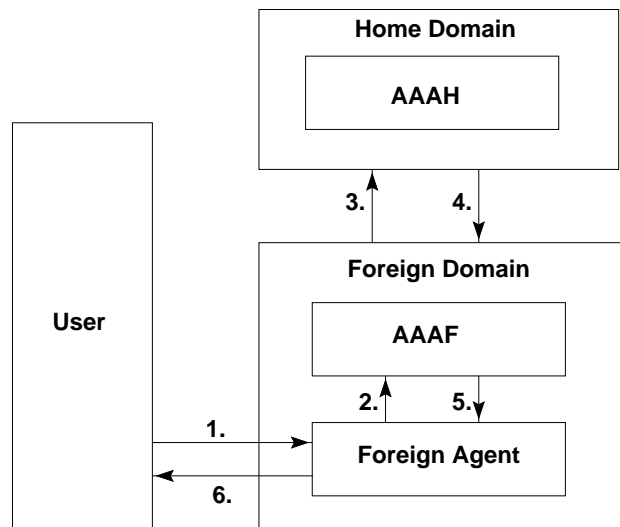 Home Domain
AAAH
3.
4.
Foreign Domain
User
AAAF
2.
5.
1.
Foreign Agent
6.